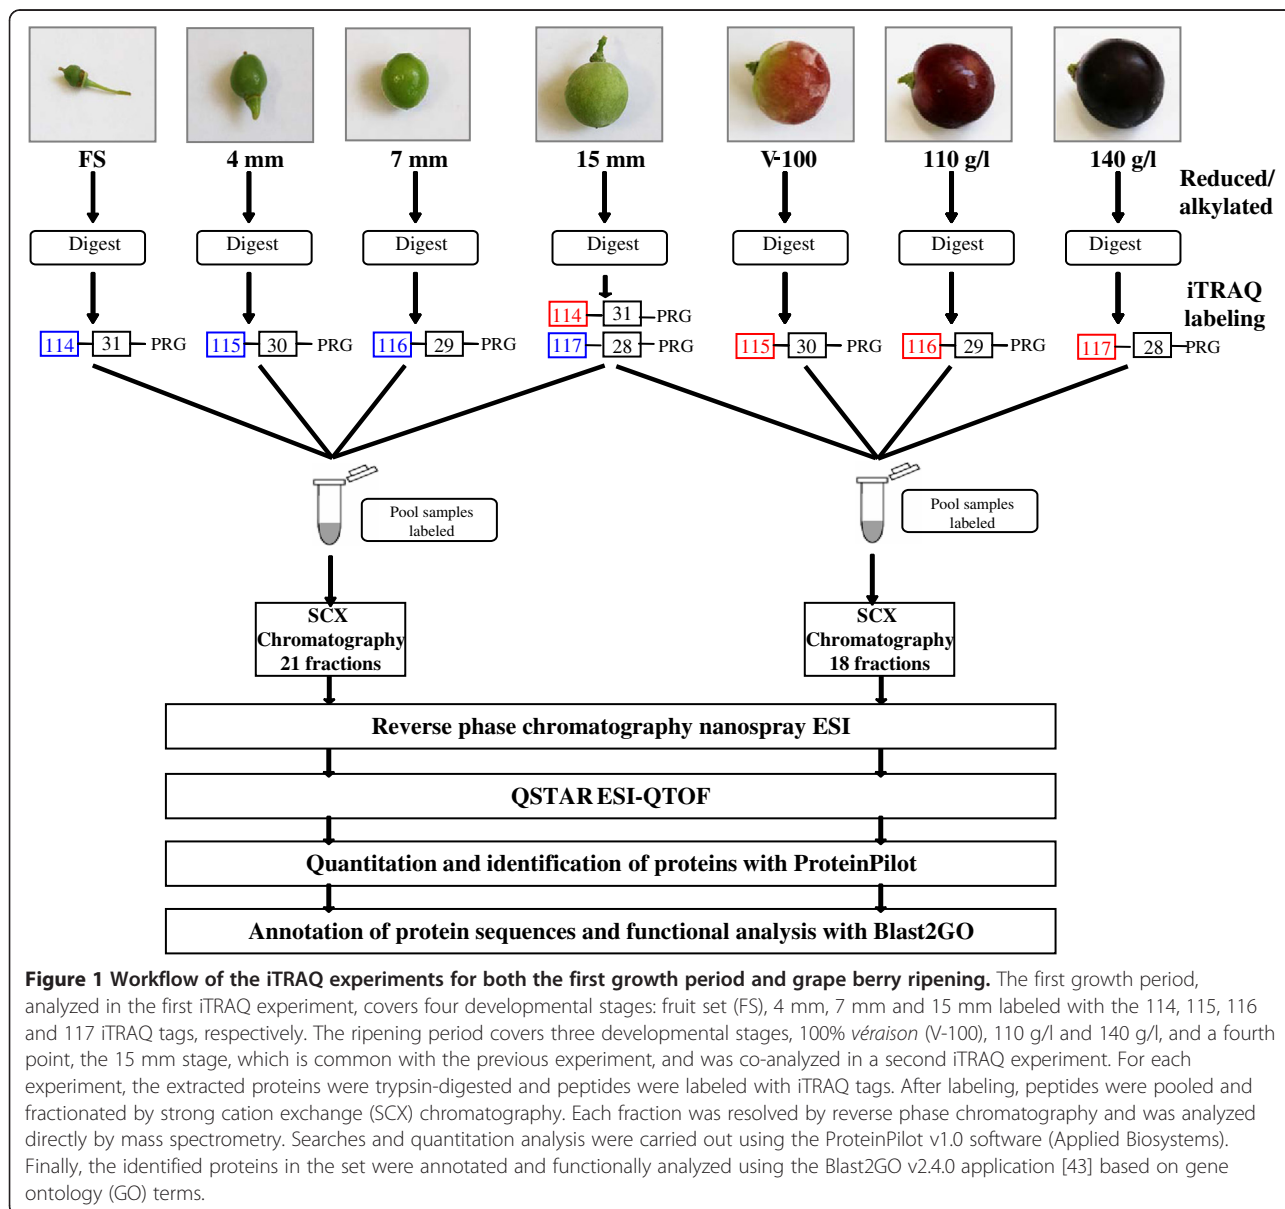 FS
4 mm
7 mm
15 mm
V-100
110 g/l
140 g/l
Reduced/
alkylated
Digest
Digest
Digest
Digest
Digest
Digest
Digest
iTRAQ
labeling
114 31 PRG
115 30 PRG
116 29 PRG
114 31 PRG
117 28 PRG
115 30 PRG
116 29 PRG
117 28 PRG
Pool samples
labeled
Pool samples
labeled
SCX
Chromatography
21 fractions
SCX
Chromatography
18 fractions
Reverse phase chromatography nanospray ESI
QSTAR ESI-QTOF
Quantitation and identification of proteins with ProteinPilot
Annotation of protein sequences and functional analysis with Blast2GO
Figure 1 Workflow of the iTRAQ experiments for both the first growth period and grape berry ripening. The first growth period,
analyzed in the first iTRAQ experiment, covers four developmental stages: fruit set (FS), 4 mm, 7 mm and 15 mm labeled with the 114, 115, 116
and 117 iTRAQ tags, respectively. The ripening period covers three developmental stages, 100% véraison (V-100), 110 g/l and 140 g/l, and a fourth
point, the 15 mm stage, which is common with the previous experiment, and was co-analyzed in a second iTRAQ experiment. For each
experiment, the extracted proteins were trypsin-digested and peptides were labeled with iTRAQ tags. After labeling, peptides were pooled and
fractionated by strong cation exchange (SCX) chromatography. Each fraction was resolved by reverse phase chromatography and was analyzed
directly by mass spectrometry. Searches and quantitation analysis were carried out using the ProteinPilot v1.0 software (Applied Biosystems).
Finally, the identified proteins in the set were annotated and functionally analyzed using the Blast2GO v2.4.0 application [43] based on gene
ontology (GO) terms.